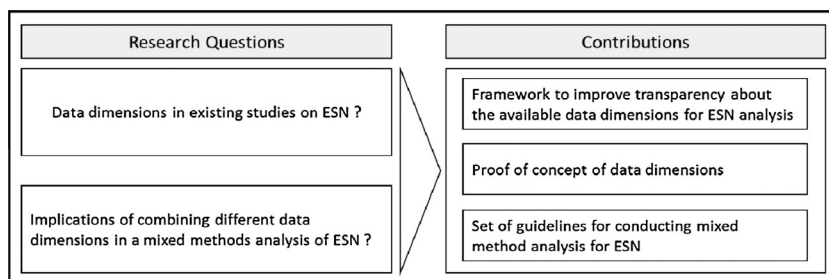 Research Questions
Data dimensions in existing studies on ESN ?
Implications of combining different data
dimensions in a mixed methods analysis of ESN ?
Contributions
Framework to improve transparency about
the available data dimensions for ESN analysis
Proof of concept of data dimensions
Set of guidelines for conducting mixed
method analysis for ESN